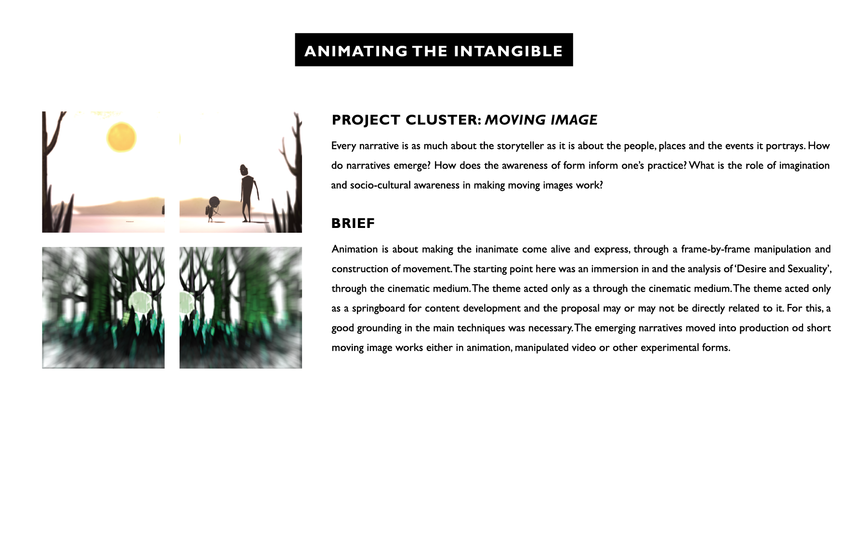 ANIMATING THE INTANGIBLE
PROJECT CLUSTER: MOVING IMAGE
Every narrative is as much about the storyteller as it is about the people, places and the events it portrays. How
do narratives emerge? How does the awareness of form inform one's practice? What is the role of imagination
and socio-cultural awareness in making moving images work?
BRIEF
Animation is about making the inanimate come alive and express, through a frame-by-frame manipulation and
construction of movement. The starting point here was an immersion in and the analysis of 'Desire and Sexuality',
through the cinematic medium. The theme acted only as a through the cinematic medium. The theme acted only
as a springboard for content development and the proposal may or may not be directly related to it. For this, a
good grounding in the main techniques was necessary. The emerging narratives moved into production od short
moving image works either in animation, manipulated video or other experimental forms.